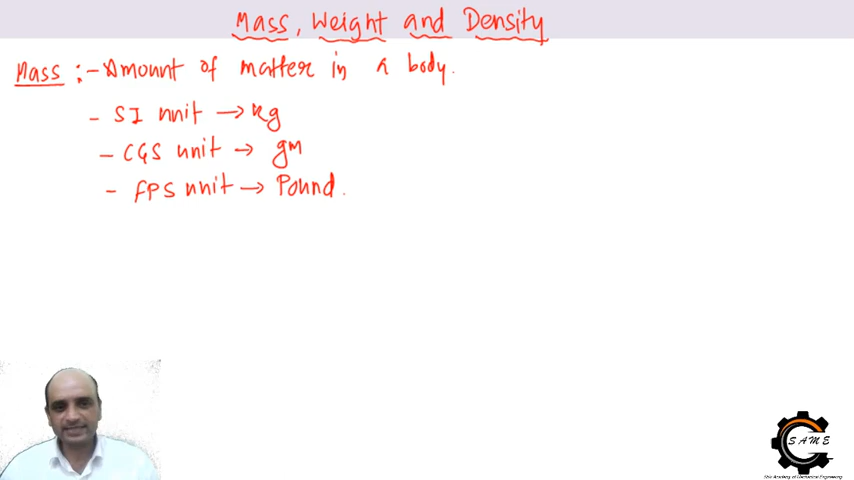 Mass, Weight and Density
Mass :- Amount of matter in a body.
- SI unit → kg
- CGS unit → gm
- FPS unit → Pound.
SAME